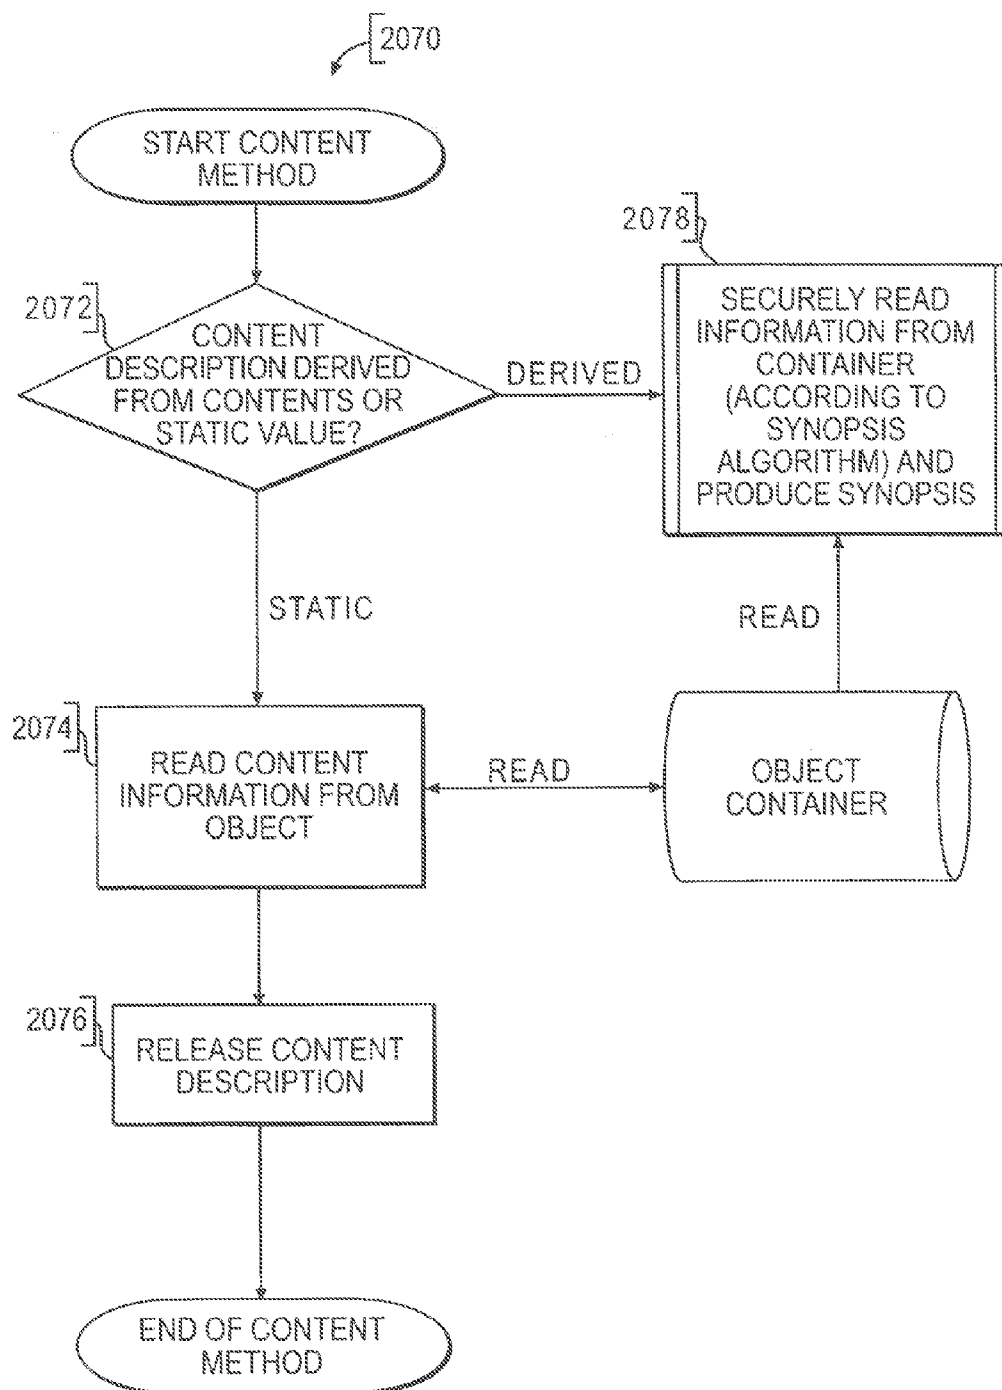 2070
START CONTENT
METHOD
2078
2072
CONTENT
DESCRIPTION DERIVED
FROM CONTENTS OR
STATIC VALUE?
DERIVED
SECURELY READ
INFORMATION FROM
CONTAINER
(ACCORDING TO
SYNOPSIS
ALGORITHM) AND
PRODUCE SYNOPSIS
STATIC
READ
2074
READ CONTENT
INFORMATION FROM
OBJECT
READ
OBJECT
CONTAINER
2076
RELEASE CONTENT
DESCRIPTION
END OF CONTENT
METHOD